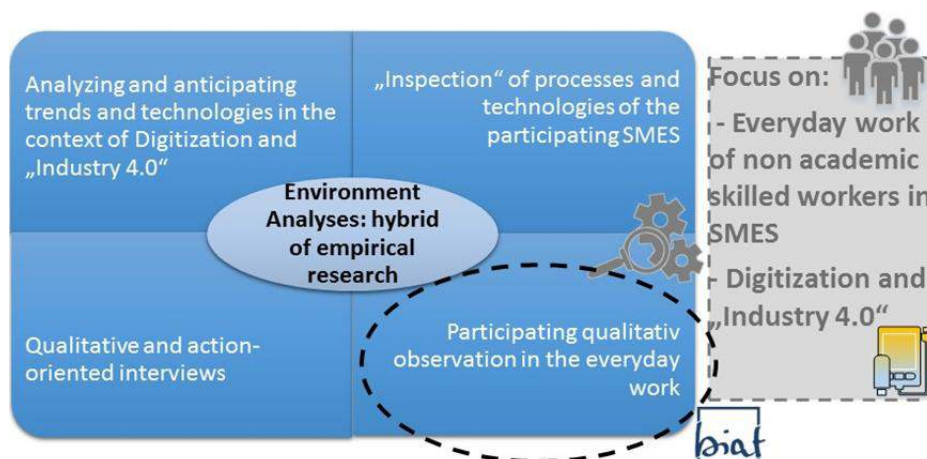 Analyzing and anticipating
trends and technologies in the
context of Digitization and
„Industry 4.0“
„Inspection“ of processes and
technologies of the
participating SMES
Environment
Analyses: hybrid
of empirical
research
Qualitative and action-
oriented interviews
Participating qualitativ
observation in the everyday
work
Focus on:
- Everyday work
of non academic
skilled workers in
SMES
- Digitization and
„Industry 4.0“
biat